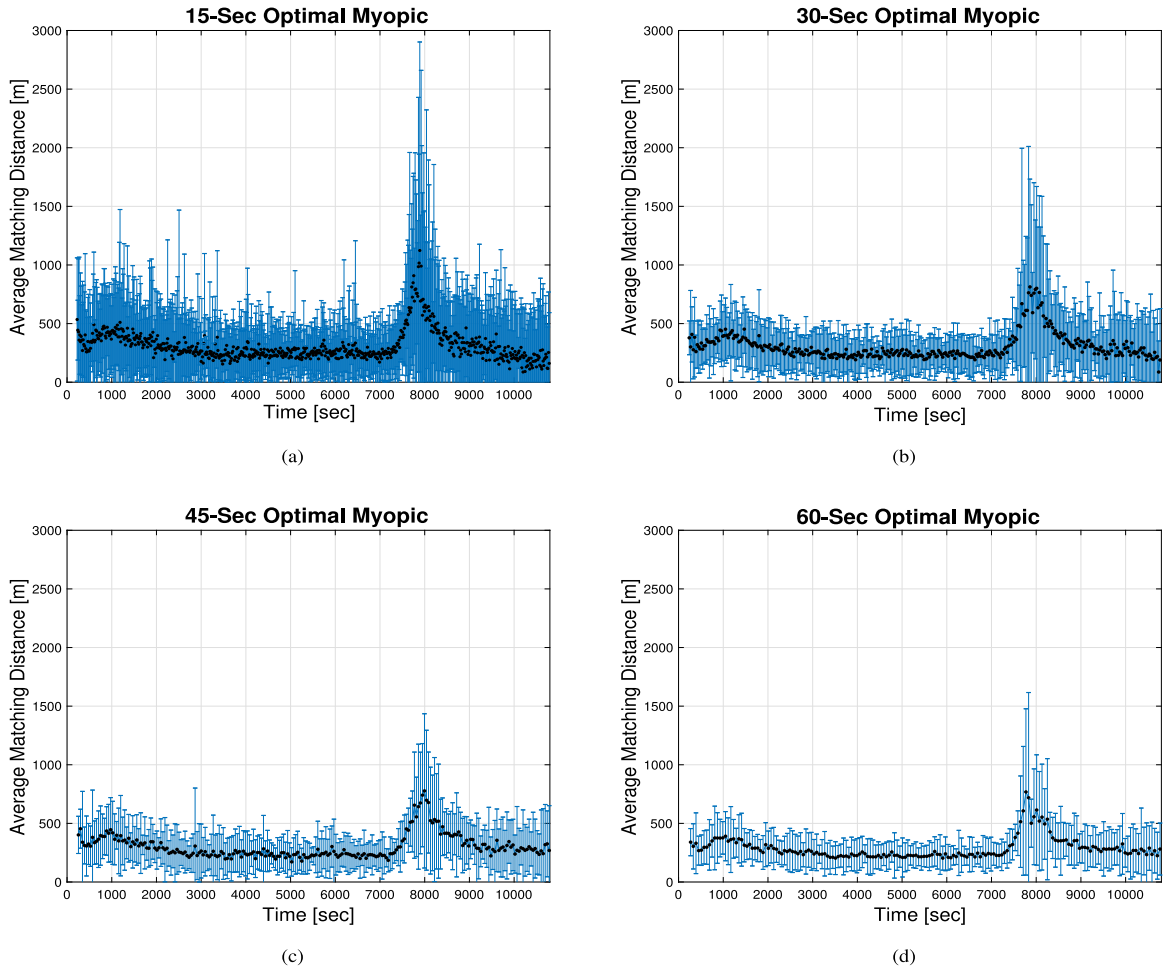 15-Sec Optimal Myopic
3000
2500
2000
1500
1000
500
0
Average Matching Distance [m]
0 1000 2000 3000 4000 5000 6000 7000 8000 9000 10000
Time [sec]
(a)
30-Sec Optimal Myopic
3000
2500
2000
1500
1000
500
0
Average Matching Distance [m]
0 1000 2000 3000 4000 5000 6000 7000 8000 9000 10000
Time [sec]
(b)
45-Sec Optimal Myopic
3000
2500
2000
1500
1000
500
0
Average Matching Distance [m]
0 1000 2000 3000 4000 5000 6000 7000 8000 9000 10000
Time [sec]
(c)
60-Sec Optimal Myopic
3000
2500
2000
1500
1000
500
0
Average Matching Distance [m]
0 1000 2000 3000 4000 5000 6000 7000 8000 9000 10000
Time [sec]
(d)